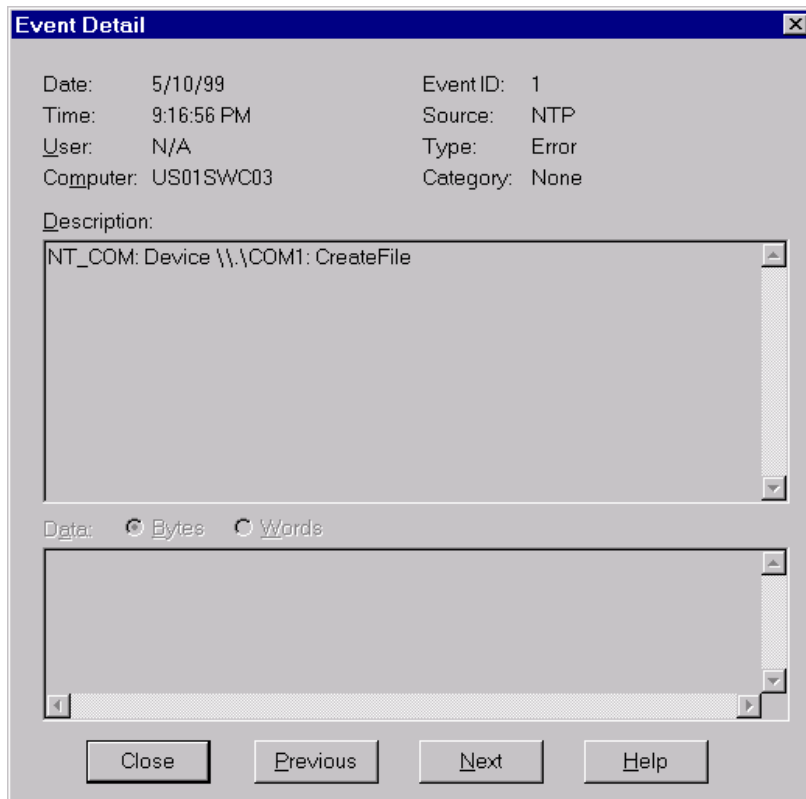 Event Detail
Date: 5/10/99 Event ID: 1
Time: 9:16:56 PM Source: NTP
User: N/A Type: Error
Computer: US01SWC03 Category: None
Description:
NT_COM: Device \\.\COM1: CreateFile
Data: Bytes Words
Close Previous Next Help